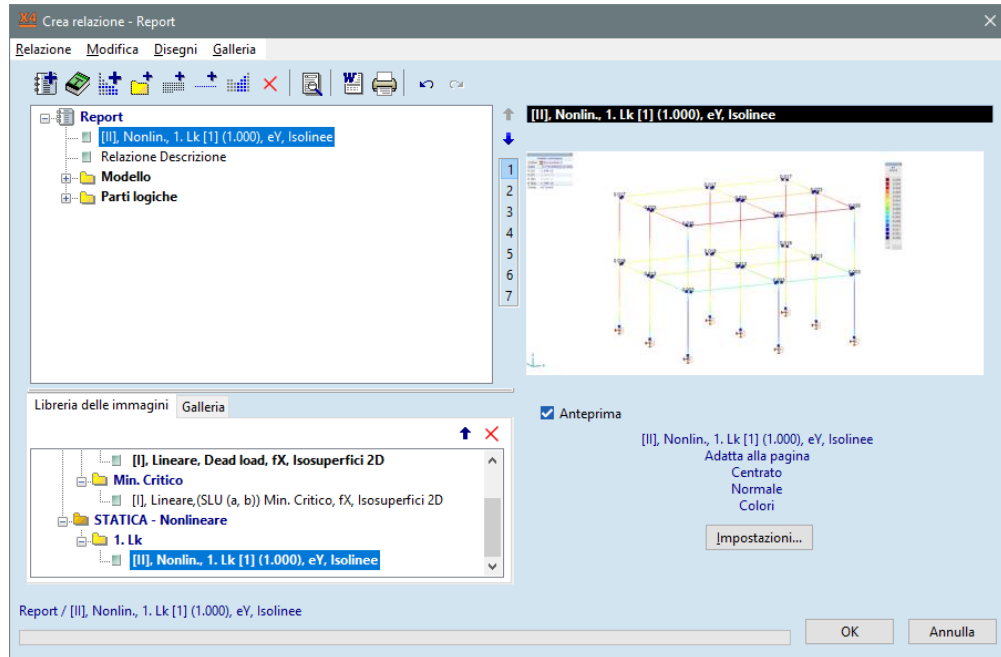 X4 Crea relazione - Report
Relazione Modifica Disegni Galleria
Report
[II], Nonlin., 1. Lk [1] (1.000), eY, Isolinee
Relazione Descrizione
Modello
Parti logiche
1
2
3
4
5
6
7
[II], Nonlin., 1. Lk [1] (1.000), eY, Isolinee
Libreria delle immagini Galleria
[I], Lineare, Dead load, fX, Isosuperfici 2D
Min. Critico
[I], Lineare,(SLU (a, b)) Min. Critico, fX, Isosuperfici 2D
STATICA - Nonlineare
1. Lk
[II], Nonlin., 1. Lk [1] (1.000), eY, Isolinee
Anteprima
[II], Nonlin., 1. Lk [1] (1.000), eY, Isolinee
Adatta alla pagina
Centrato
Normale
Colori
Impostazioni...
Report / [II], Nonlin., 1. Lk [1] (1.000), eY, Isolinee
OK Annulla